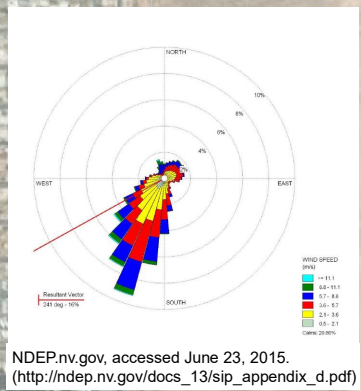 NORTH
10%
8%
6%
4%
WEST
EAST
SOUTH
WIND SPEED
(m/s)
>= 11.1
8.8 - 11.1
5.7 - 8.8
3.6 - 5.7
2.1 - 3.6
0.5 - 2.1
Calms: 20.60%
Resultant Vector
241 deg - 16%
NDEP.nv.gov, accessed June 23, 2015.
(http://ndep.nv.gov/docs_13/sip_appendix_d.pdf)